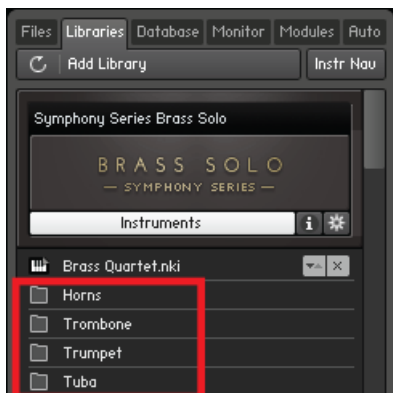 Files Libraries Database Monitor Modules Auto
Add Library Instr Nav
Symphony Series Brass Solo
BRASS SOLO
— SYMPHONY SERIES —
Instruments i
Brass Quartet.nki
Horns
Trombone
Trumpet
Tuba